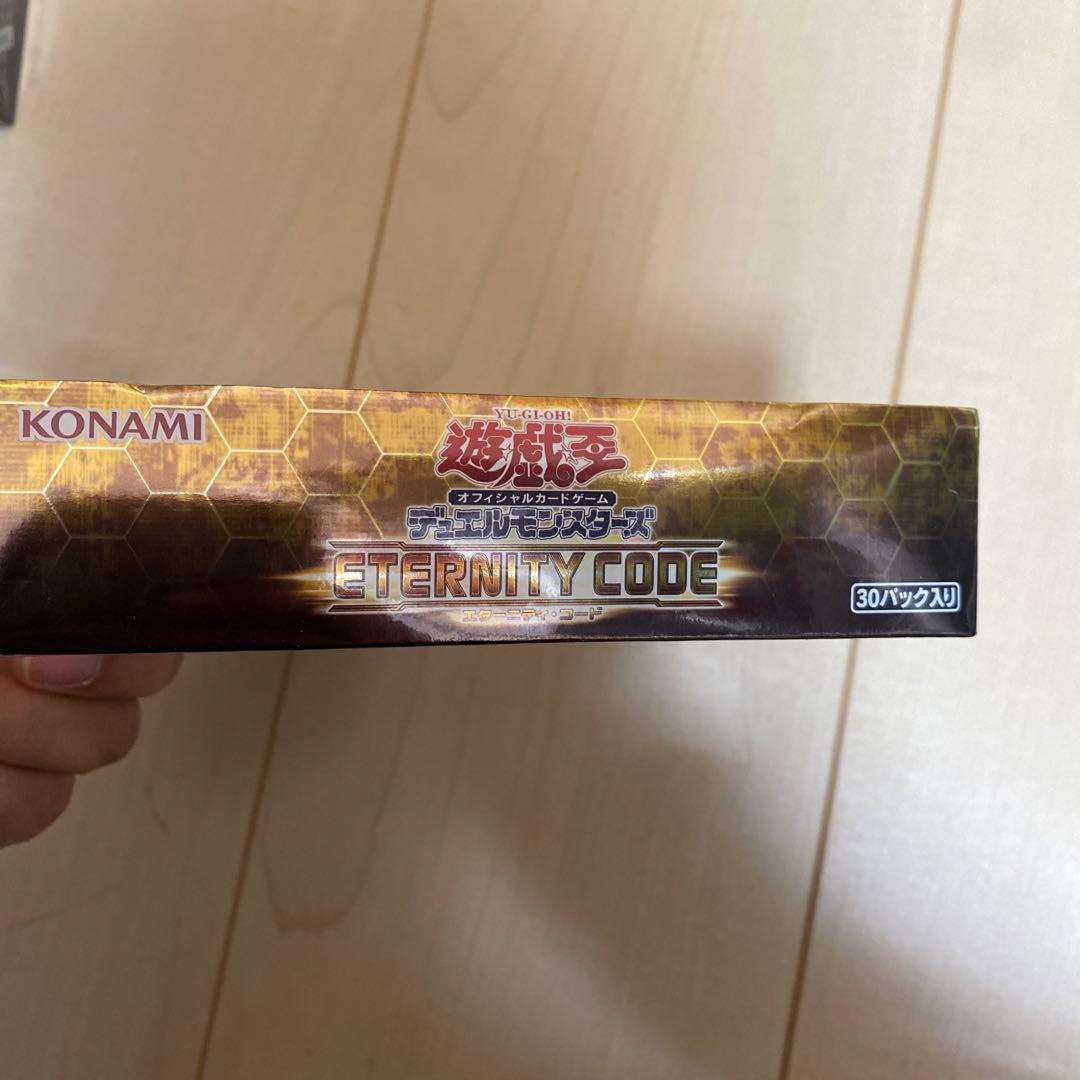 KONAMI
YU-GI-OH!
遊戯王
オフィシャルカードゲーム
デュエルモンスターズ
ETERNITY CODE
エターニティ・コード
30パック入り